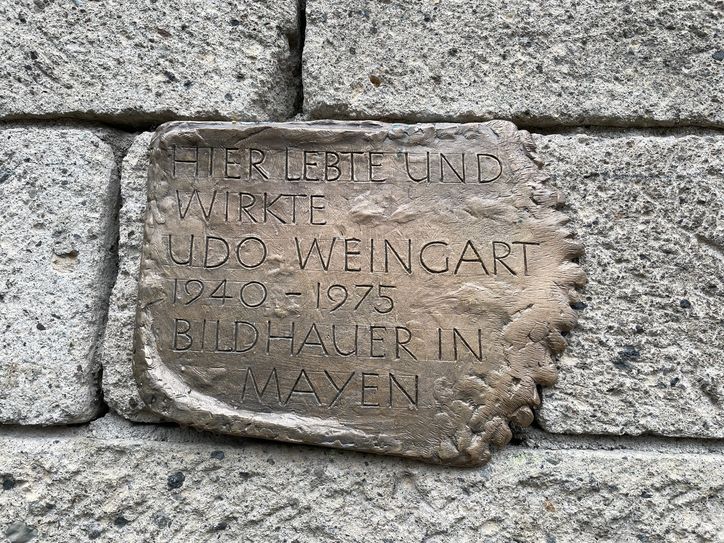 HIER LEBTE UND
WIRKTE
UDO WEINGART
1940 - 1975
BILDHAUER IN
MAYEN